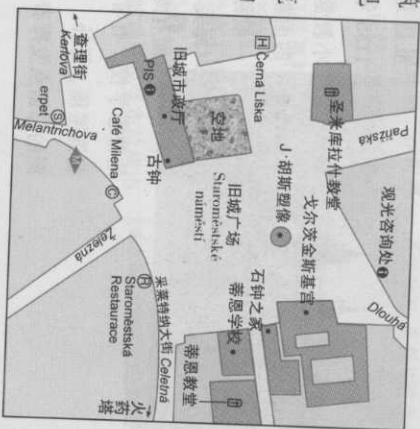 Pařížská
圣米库拉什教堂
H Černá Liška
观光咨询处 i
Dlouhá
J·胡斯塑像
戈尔茨金斯基宫
空地
旧城市政厅
PIS i
旧城广场
Staroměstské
náměstí
石钟之家
蒂恩学校
蒂恩教堂
古钟
查理街
Karlova
S
erpet
Melantrichova
Café Milena C
M
Železná
采莱特纳大街 Celetná
R
Staroměstská
Restaurace
火药塔